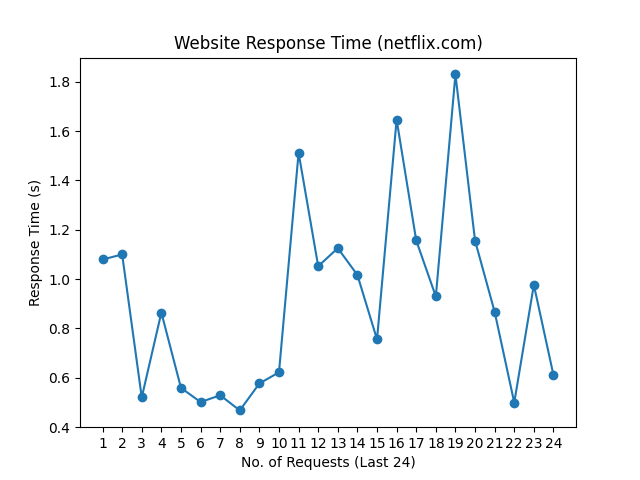 Website Response Time (netflix.com)
Response Time (s)
1.8
1.6
1.4
1.2
1.0
0.8
0.6
0.4
1 2 3 4 5 6 7 8 9 10 11 12 13 14 15 16 17 18 19 20 21 22 23 24
No. of Requests (Last 24)